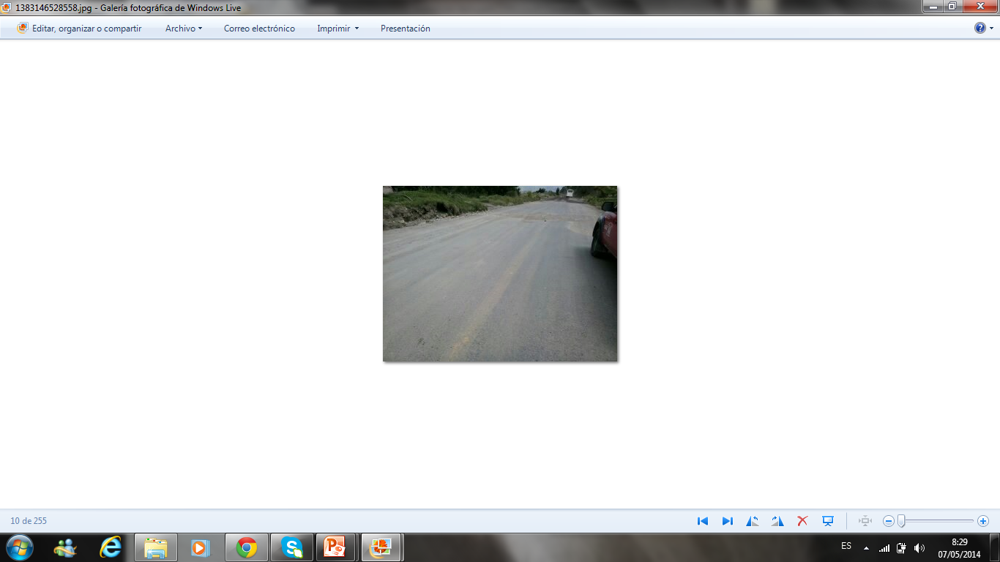 1383146528558.jpg - Galería fotográfica de Windows Live
Editar, organizar o compartir Archivo Correo electrónico Imprimir Presentación
10 de 255
ES 8:29
07/05/2014